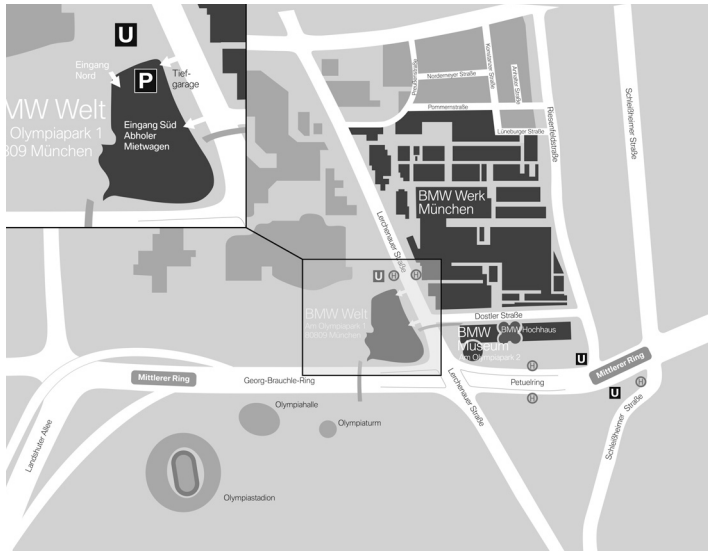 U
Eingang
Nord
P
Tief-
garage
MW Welt
Olympiapark 1
809 München
Eingang Süd
Abholer
Mietwagen
Preußenstraße
Nordemeyer Straße
Pommernstraße
Lüneburger Straße
Riesenfeldstraße
Schleißheimer Straße
BMW Werk
München
Lerchenauer Straße
U
H
H
BMW Welt
Am Olympiapark 1
80809 München
Dostler Straße
BMW Hochhaus
BMW
Museum
Am Olympiapark 2
H
U
Mittlerer Ring
Mittlerer Ring
Georg-Brauchle-Ring
Petuelring
H
U
H
Lerchenauer Straße
Schleißheimer Straße
Landshuter Allee
Olympiahalle
Olympiaturm
Olympiastadion